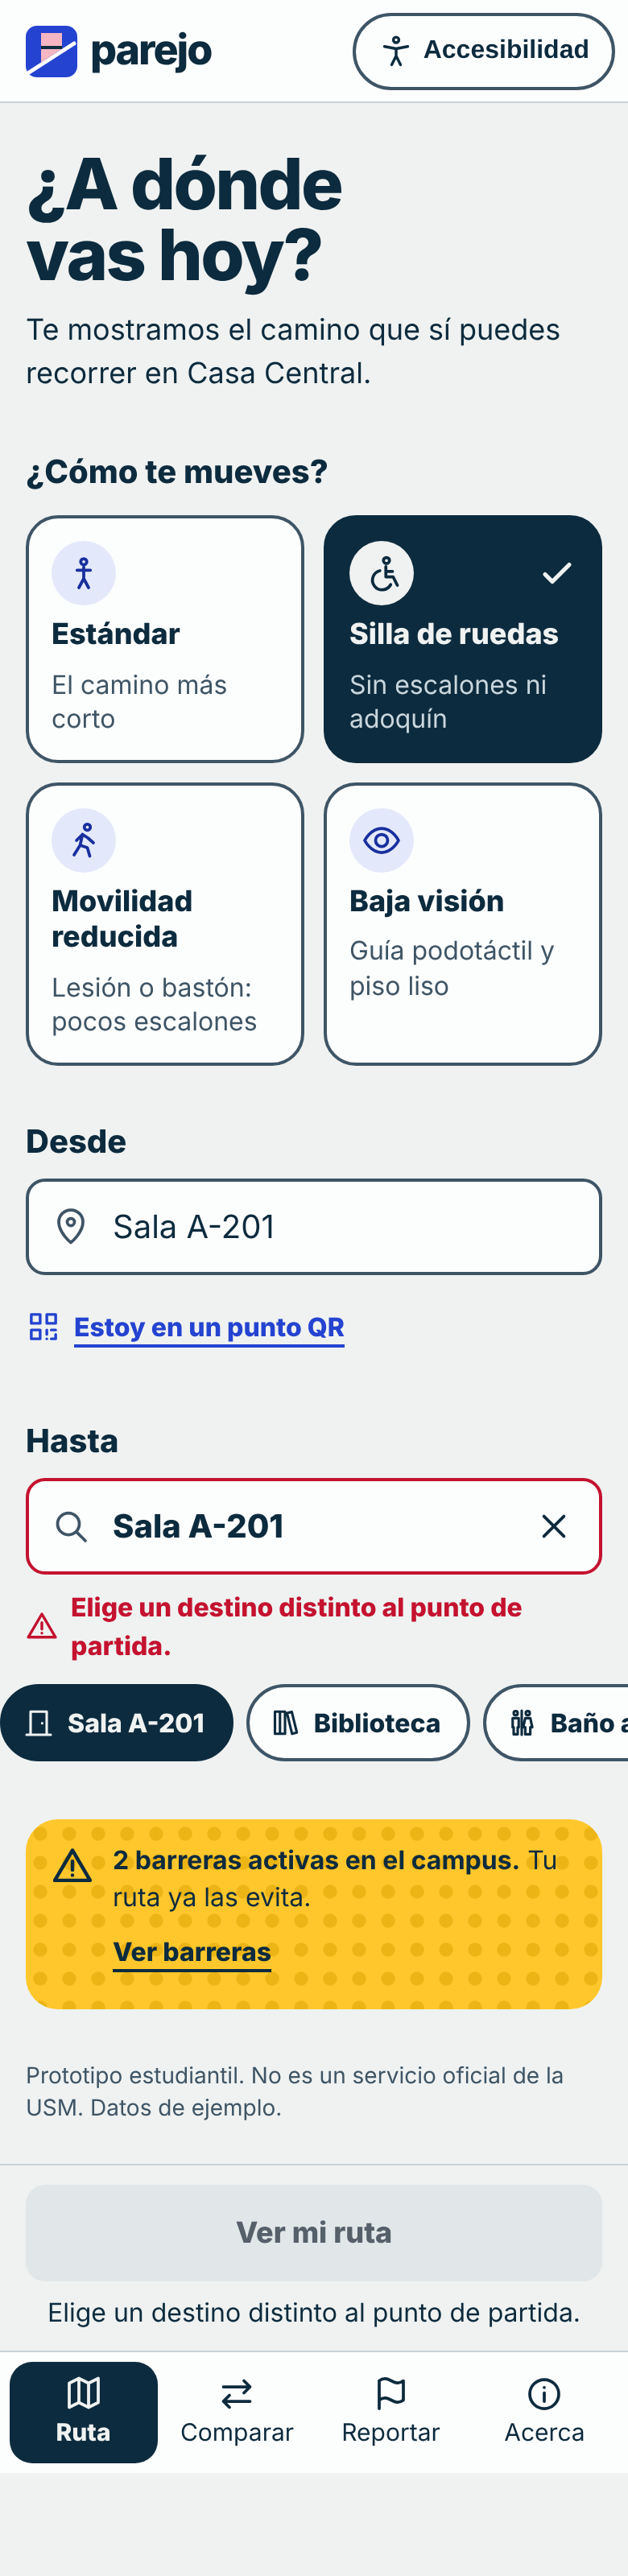 parejo
Accesibilidad
¿A dónde
vas hoy?
Te mostramos el camino que sí puedes
recorrer en Casa Central.
¿Cómo te mueves?
Estándar
El camino más
corto
Silla de ruedas
Sin escalones ni
adoquín
Movilidad
reducida
Lesión o bastón:
pocos escalones
Baja visión
Guía podotáctil y
piso liso
Desde
Sala A-201
Estoy en un punto QR
Hasta
Sala A-201
Elige un destino distinto al punto de
partida.
Sala A-201
Biblioteca
Baño
2 barreras activas en el campus. Tu
ruta ya las evita.
Ver barreras
Prototipo estudiantil. No es un servicio oficial de la
USM. Datos de ejemplo.
Ver mi ruta
Elige un destino distinto al punto de partida.
Ruta
Comparar
Reportar
Acerca